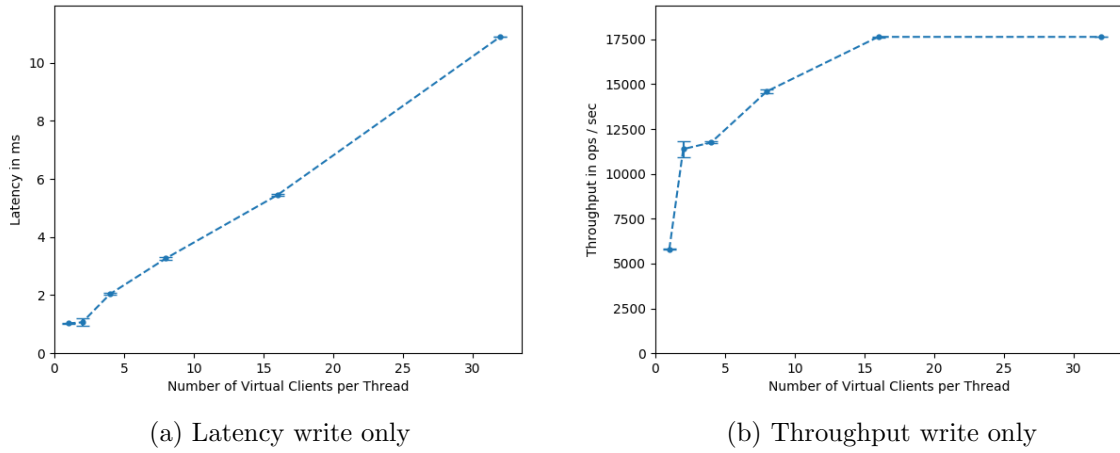 10
8
6
4
2
0
Latency in ms
0 5 10 15 20 25 30
Number of Virtual Clients per Thread
(a) Latency write only
17500
15000
12500
10000
7500
5000
2500
0
Throughput in ops / sec
0 5 10 15 20 25 30
Number of Virtual Clients per Thread
(b) Throughput write only